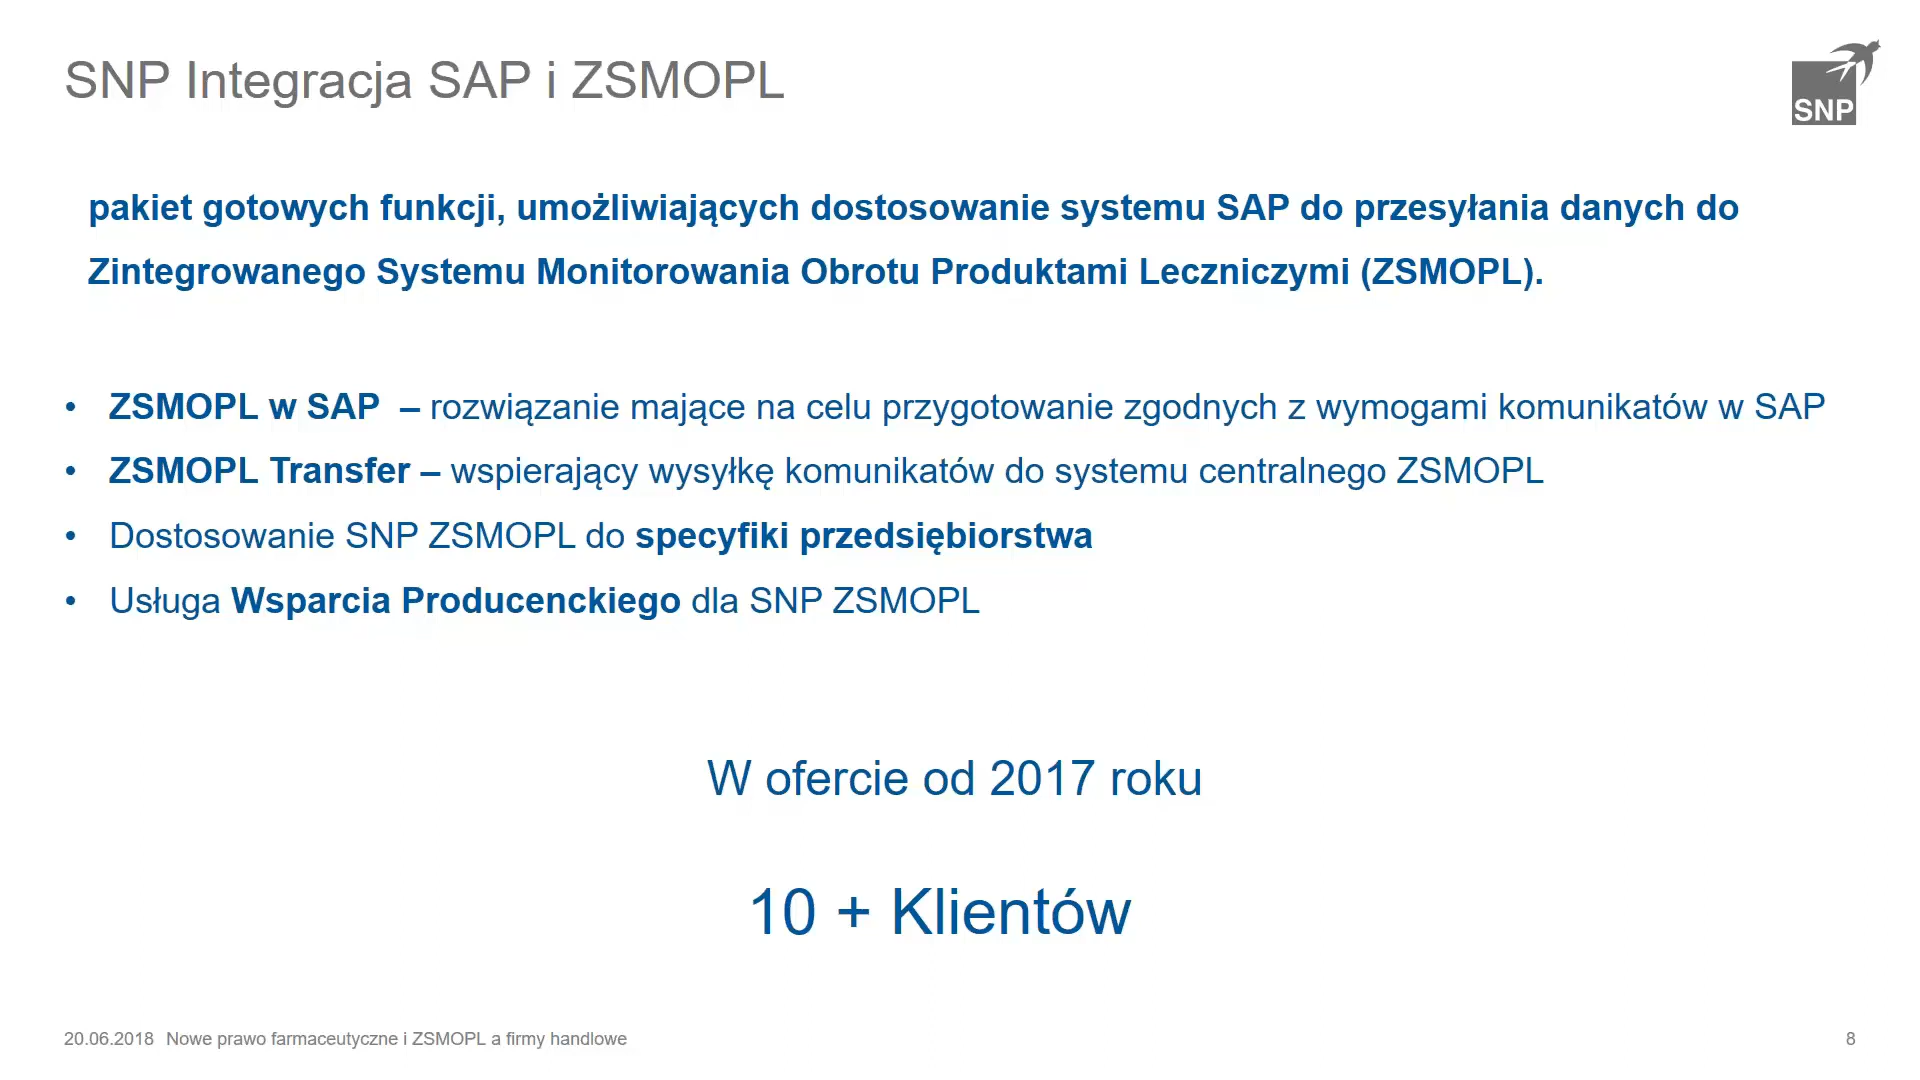 SNP Integracja SAP i ZSMOPL
SNP
pakiet gotowych funkcji, umożliwiających dostosowanie systemu SAP do przesyłania danych do
Zintegrowanego Systemu Monitorowania Obrotu Produktami Leczniczymi (ZSMOPL).
• ZSMOPL w SAP – rozwiązanie mające na celu przygotowanie zgodnych z wymogami komunikatów w SAP
• ZSMOPL Transfer – wspierający wysyłkę komunikatów do systemu centralnego ZSMOPL
• Dostosowanie SNP ZSMOPL do specyfiki przedsiębiorstwa
• Usługa Wsparcia Producenckiego dla SNP ZSMOPL
W ofercie od 2017 roku
10 + Klientów
20.06.2018 Nowe prawo farmaceutyczne i ZSMOPL a firmy handlowe
8